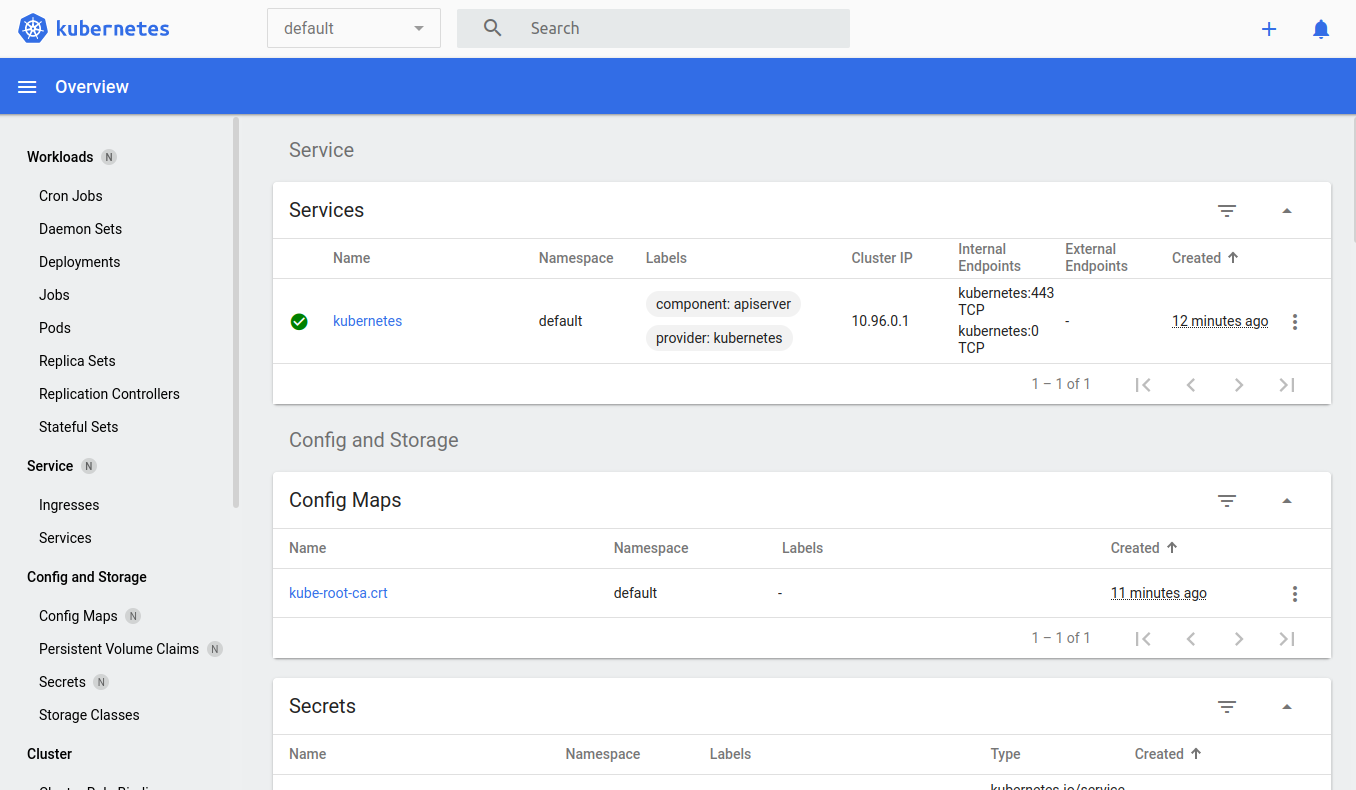 kubernetes
default
Search
Overview
Workloads N
Cron Jobs
Daemon Sets
Deployments
Jobs
Pods
Replica Sets
Replication Controllers
Stateful Sets
Service N
Ingresses
Services
Config and Storage
Config Maps N
Persistent Volume Claims N
Secrets N
Storage Classes
Cluster
Service
Services
Name Namespace Labels Cluster IP Internal Endpoints External Endpoints Created
kubernetes default component: apiserver provider: kubernetes 10.96.0.1 kubernetes:443 TCP kubernetes:0 TCP - 12 minutes ago
1 – 1 of 1
Config and Storage
Config Maps
Name Namespace Labels Created
kube-root-ca.crt default - 11 minutes ago
1 – 1 of 1
Secrets
Name Namespace Labels Type Created
kubernetes.io/service